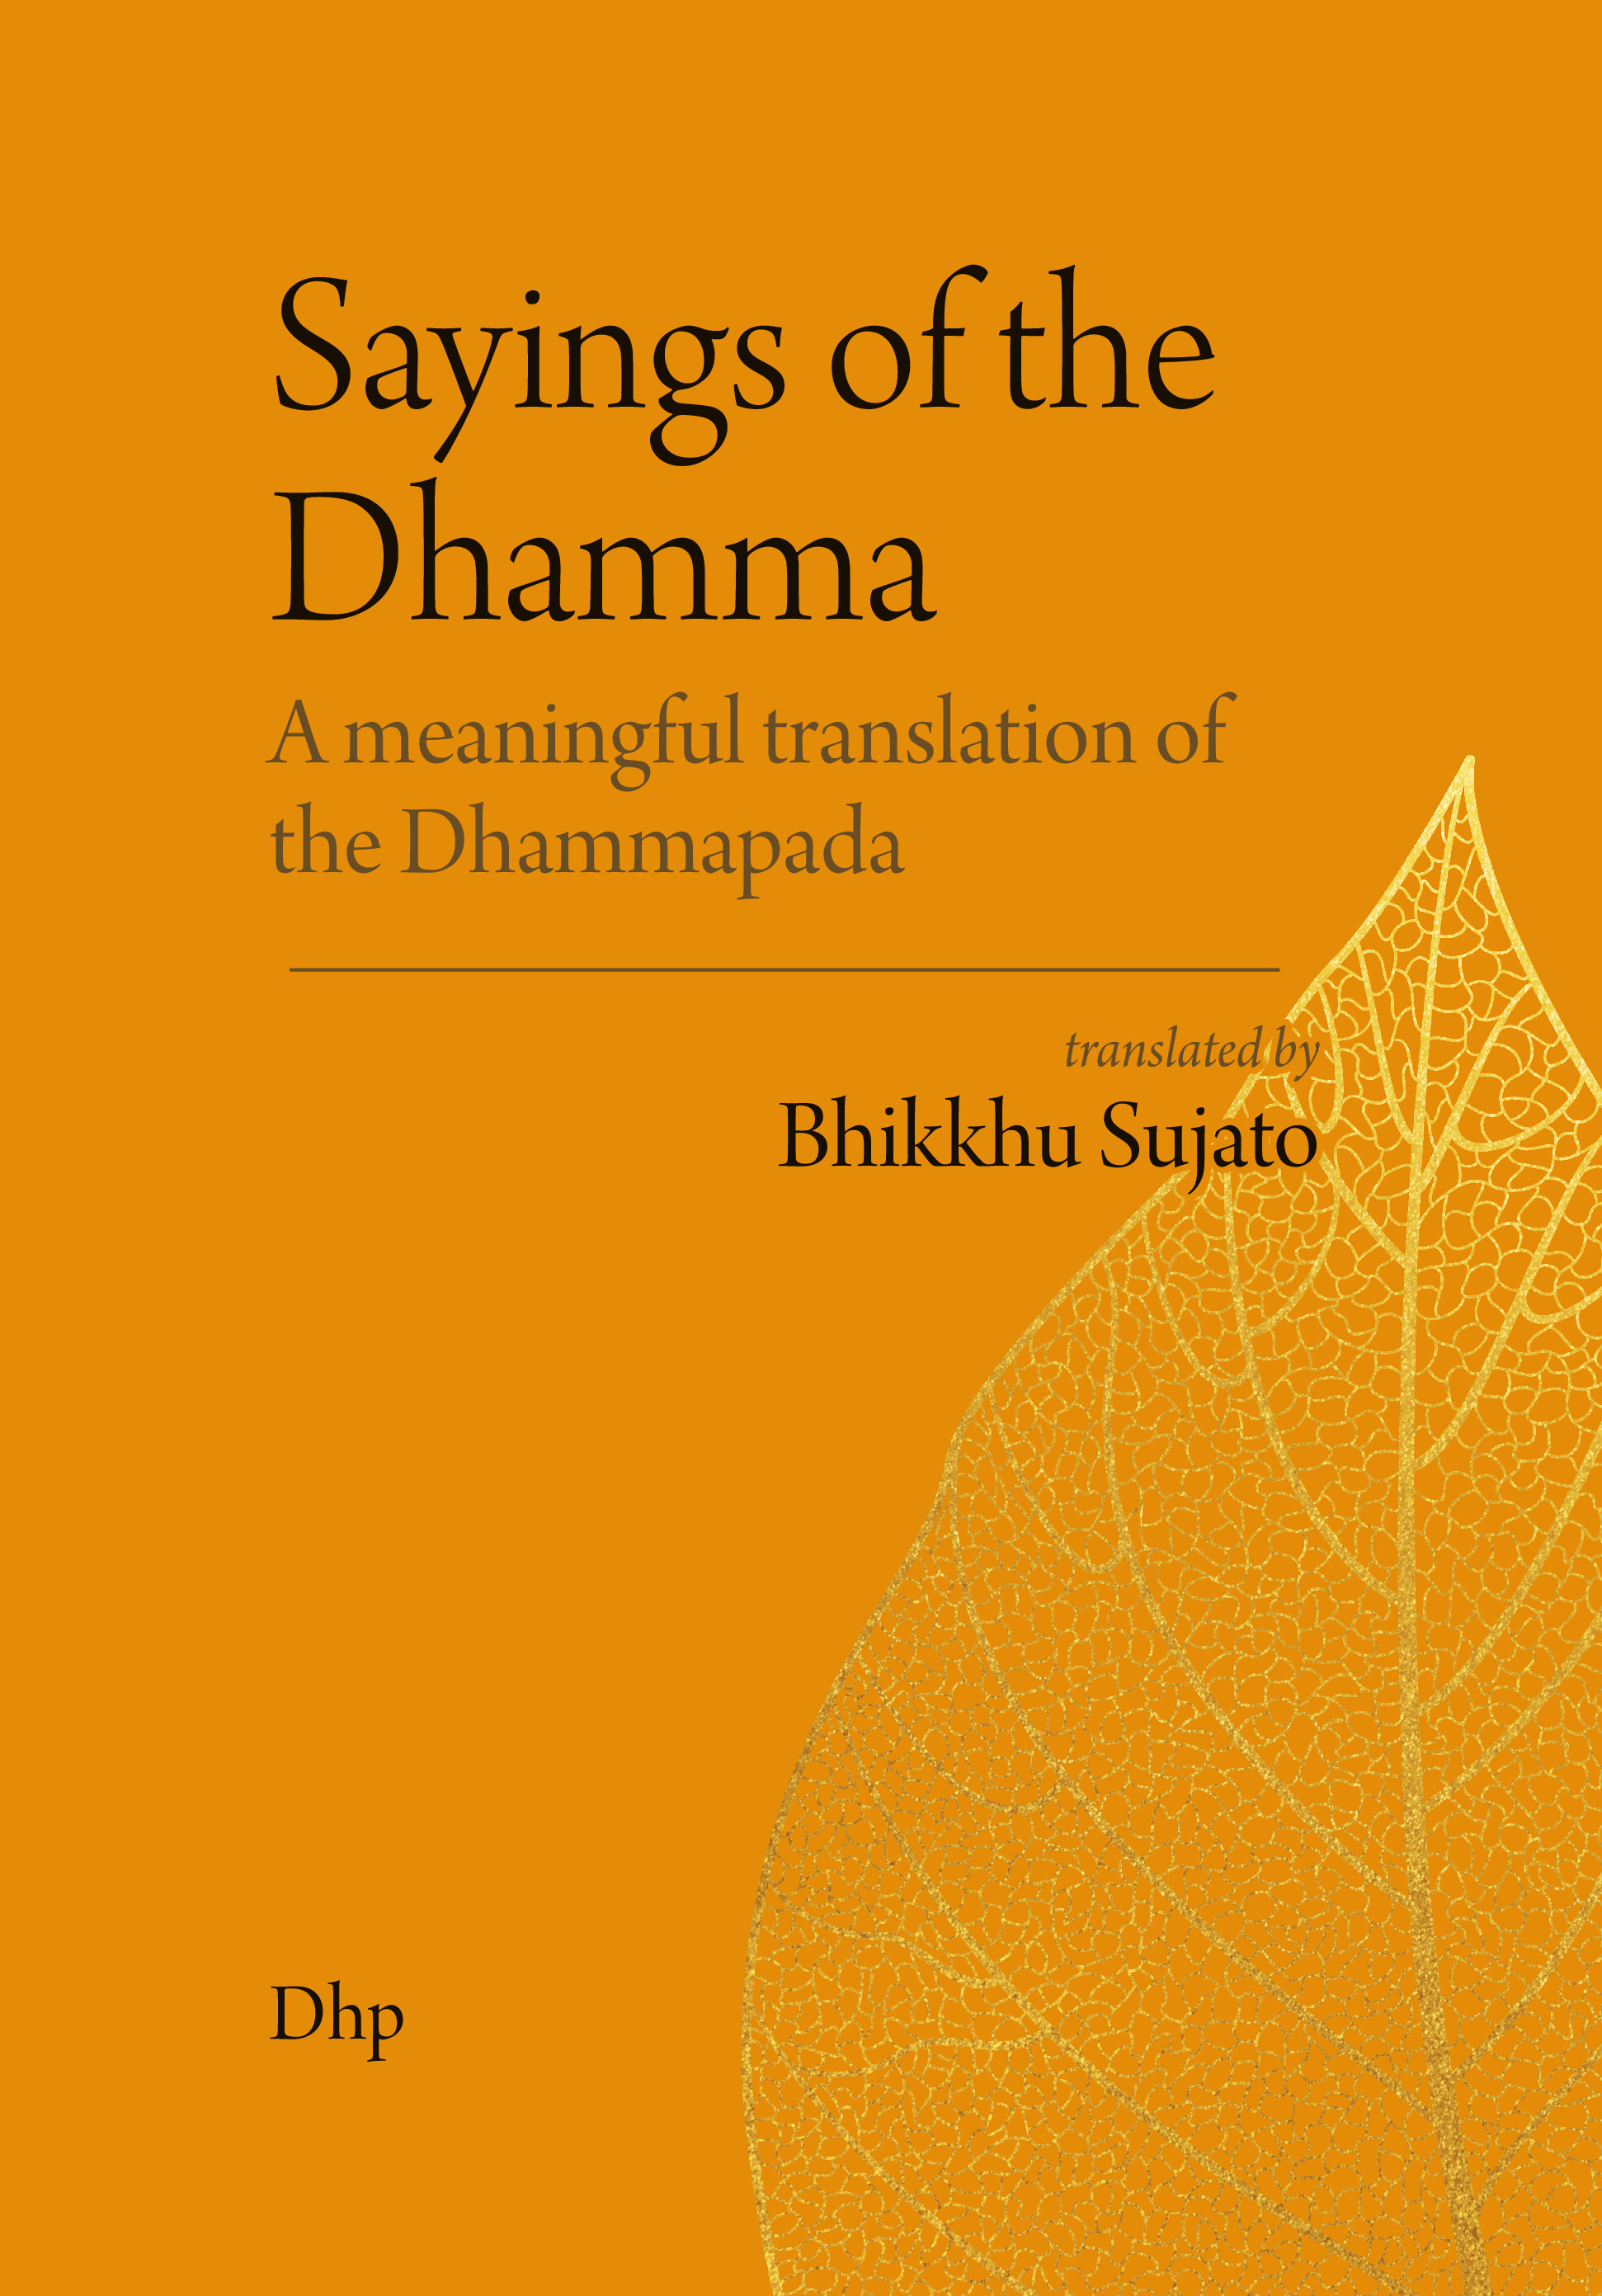 Sayings of the
Dhamma
A meaningful translation of
the Dhammapada
translated by
Bhikkhu Sujato
Dhp